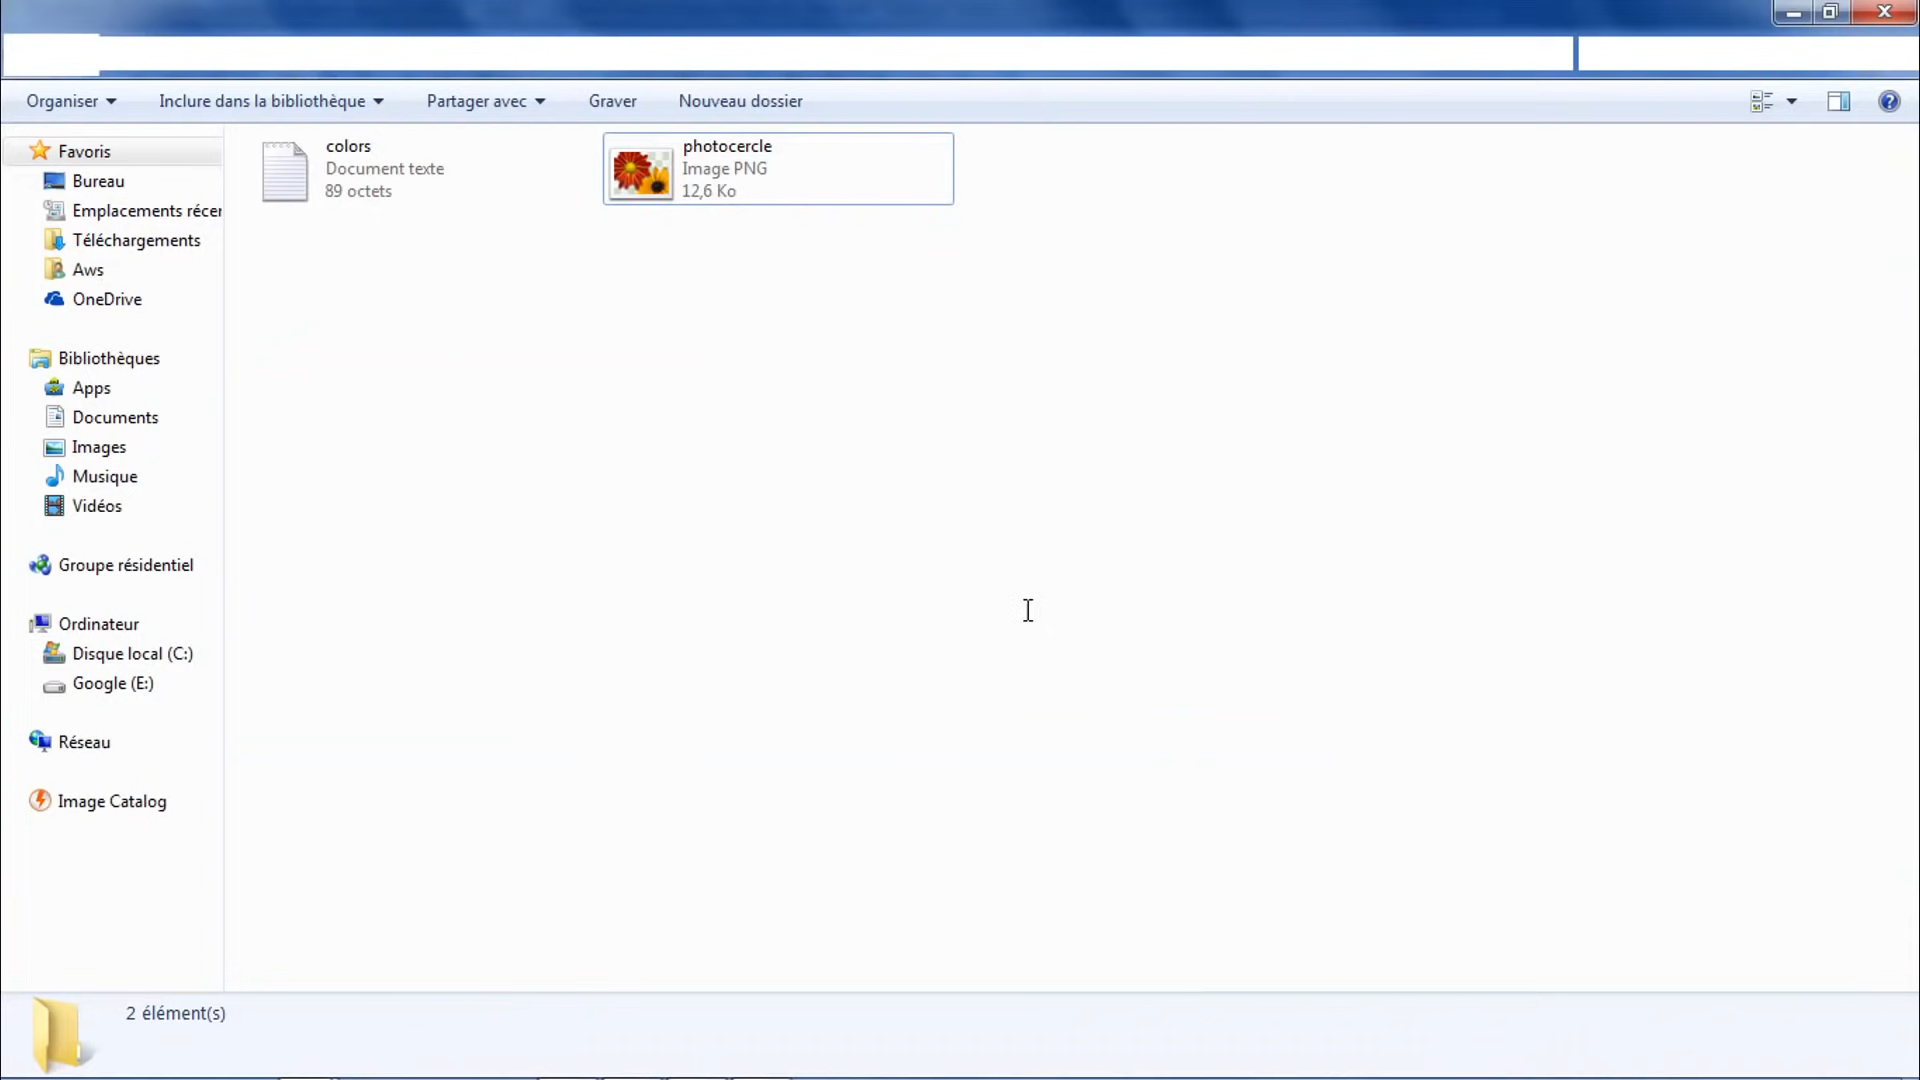 Organiser
Inclure dans la bibliothèque
Partager avec
Graver
Nouveau dossier
Favoris
Bureau
Emplacements récer
Téléchargements
Aws
OneDrive
Bibliothèques
Apps
Documents
Images
Musique
Vidéos
Groupe résidentiel
Ordinateur
Disque local (C:)
Google (E:)
Réseau
Image Catalog
colors
Document texte
89 octets
photocercle
Image PNG
12,6 Ko
2 élément(s)